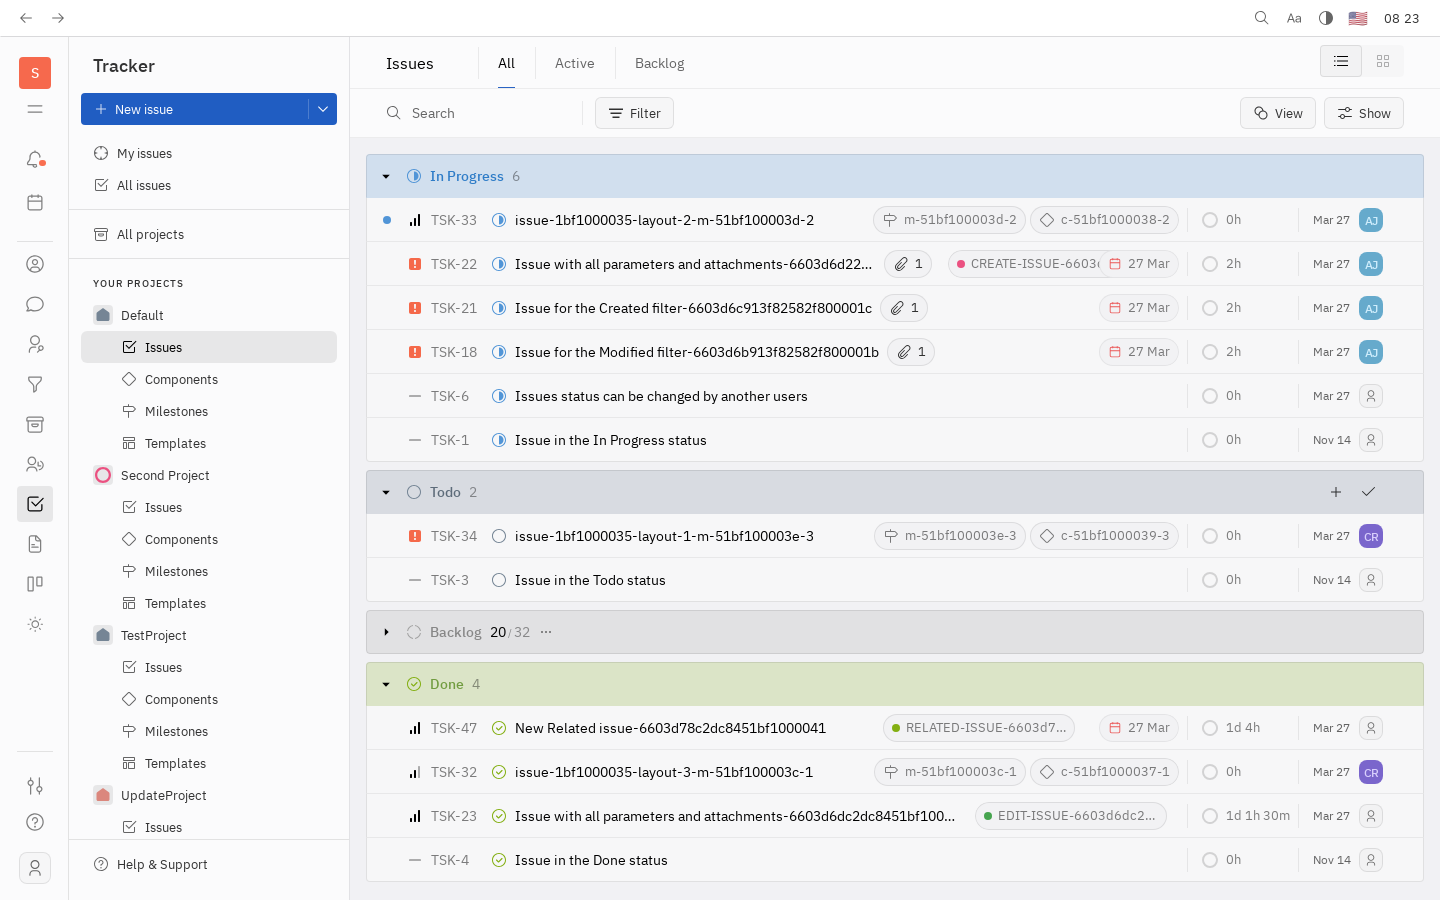 Aa 08 23
S
Tracker
New issue
My issues
All issues
All projects
YOUR PROJECTS
Default
Issues
Components
Milestones
Templates
Second Project
Issues
Components
Milestones
Templates
TestProject
Issues
Components
Milestones
Templates
UpdateProject
Issues
Help & Support
Issues All Active Backlog
Search Filter View Show
In Progress 6
TSK-33 issue-1bf1000035-layout-2-m-51bf100003d-2 m-51bf100003d-2 c-51bf1000038-2 0h Mar 27 AJ
TSK-22 Issue with all parameters and attachments-6603d6d22... 1 CREATE-ISSUE-6603 27 Mar 2h Mar 27 AJ
TSK-21 Issue for the Created filter-6603d6c913f82582f800001c 1 27 Mar 2h Mar 27 AJ
TSK-18 Issue for the Modified filter-6603d6b913f82582f800001b 1 27 Mar 2h Mar 27 AJ
TSK-6 Issues status can be changed by another users 0h Mar 27
TSK-1 Issue in the In Progress status 0h Nov 14
Todo 2
TSK-34 issue-1bf1000035-layout-1-m-51bf100003e-3 m-51bf100003e-3 c-51bf1000039-3 0h Mar 27 CR
TSK-3 Issue in the Todo status 0h Nov 14
Backlog 20/32 ...
Done 4
TSK-47 New Related issue-6603d78c2dc8451bf1000041 RELATED-ISSUE-6603d7... 27 Mar 1d 4h Mar 27
TSK-32 issue-1bf1000035-layout-3-m-51bf100003c-1 m-51bf100003c-1 c-51bf1000037-1 0h Mar 27 CR
TSK-23 Issue with all parameters and attachments-6603d6dc2dc8451bf100... EDIT-ISSUE-6603d6dc2... 1d 1h 30m Mar 27
TSK-4 Issue in the Done status 0h Nov 14